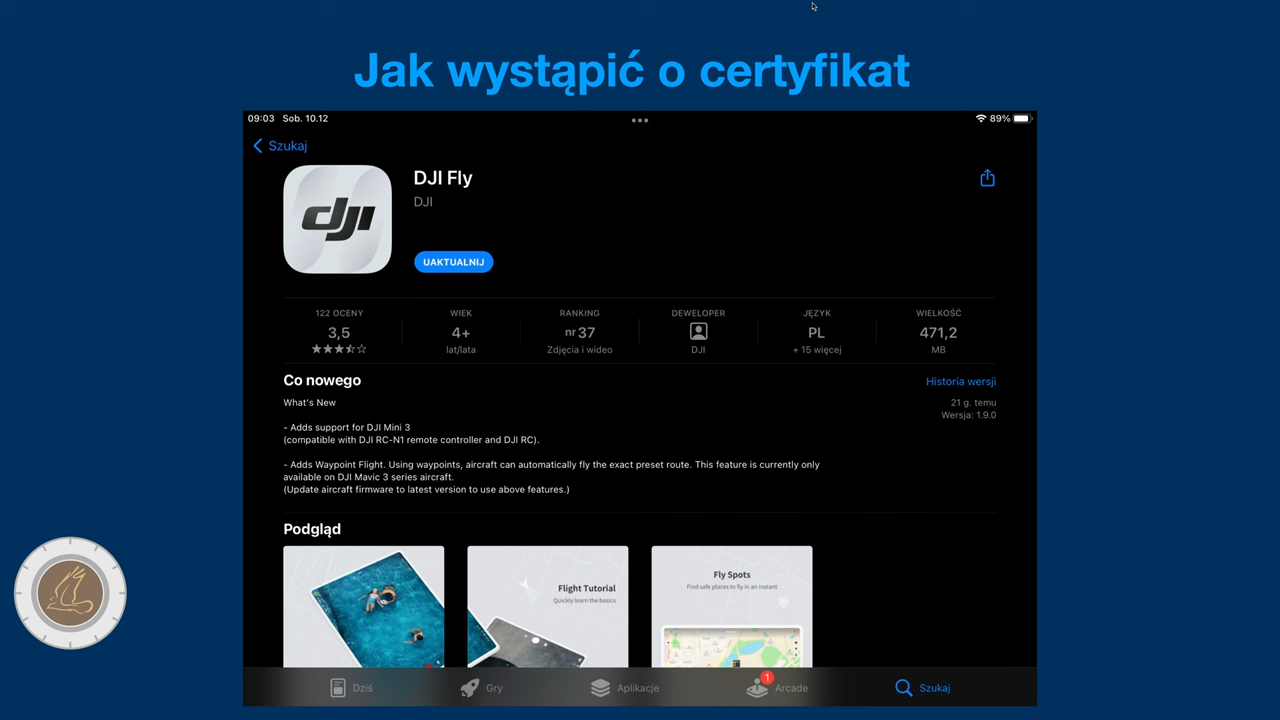 Jak wystąpić o certyfikat
09:03 Sob. 10.12
89%
Szukaj
dji
DJI Fly
DJI
UAKTUALNIJ
122 OCENY WIEK RANKING DEWELOPER JĘZYK WIELKOŚĆ
3,5 4+ nr 37 PL 471,2
lat/lata Zdjęcia i wideo DJI + 15 więcej MB
Co nowego Historia wersji
What's New 21 g. temu
Wersja: 1.9.0
- Adds support for DJI Mini 3
(compatible with DJI RC-N1 remote controller and DJI RC).
- Adds Waypoint Flight. Using waypoints, aircraft can automatically fly the exact preset route. This feature is currently only
available on DJI Mavic 3 series aircraft.
(Update aircraft firmware to latest version to use above features.)
Podgląd
Flight Tutorial
Quickly learn the basics
Fly Spots
Find safe places to fly in an instant
Dziś Gry Aplikacje 1 Arcade Szukaj